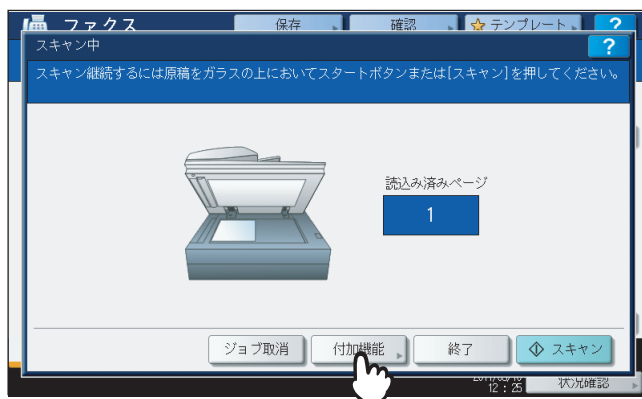 ファクス 保存 確認 テンプレート ?
スキャン中 ?
スキャン継続するには原稿をガラスの上においてスタートボタンまたは[スキャン]を押してください。
読込み済みページ
1
ジョブ取消 付加機能 終了 スキャン
12:25 状況確認